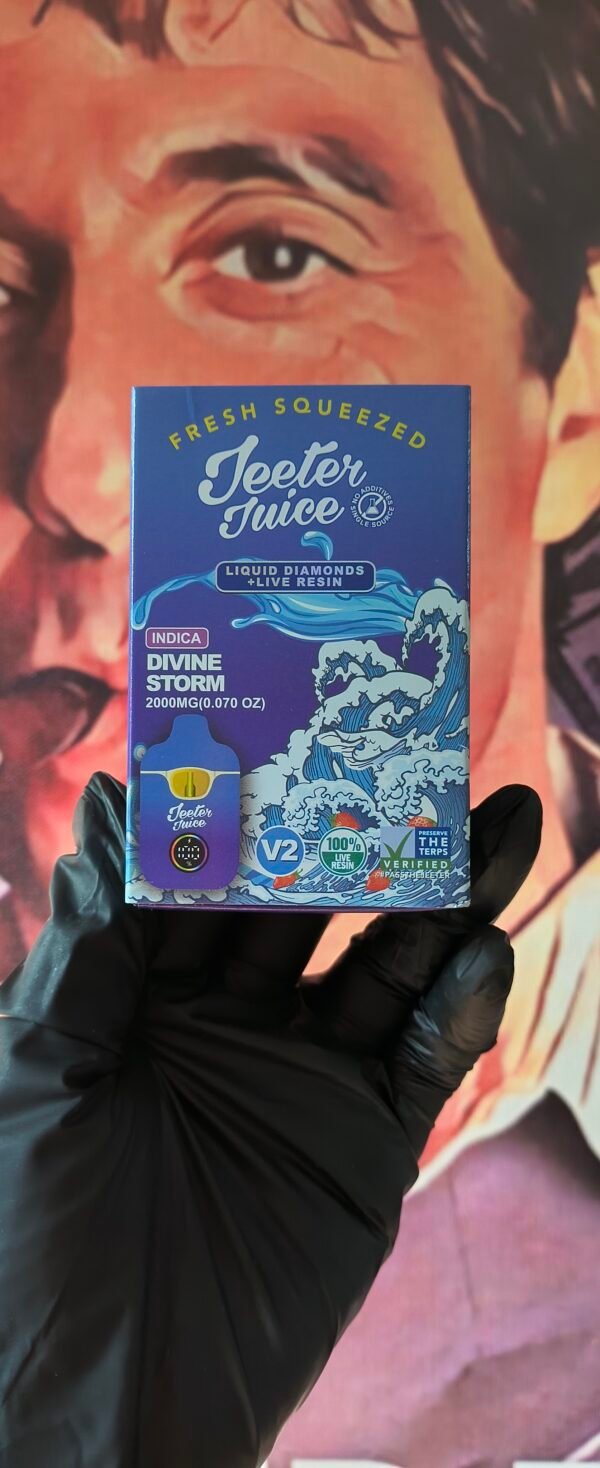 FRESH SQUEEZED
Jeeter
Juice
NO ADDITIVES
SINGLE SOURCE
LIQUID DIAMONDS
+LIVE RESIN
INDICA
DIVINE
STORM
2000MG(0.070 OZ)
Jeeter
Juice
%
V2
100%
LIVE
RESIN
PRESERVE
THE
TERPS
VERIFIED
#PASSTHEJEETER